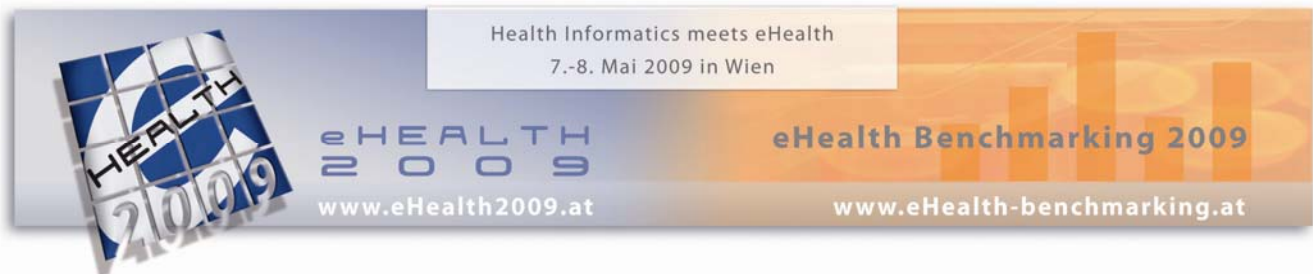 Health Informatics meets eHealth
7.-8. Mai 2009 in Wien
HEALTH
2009
eHEALTH
2009
www.eHealth2009.at
eHealth Benchmarking 2009
www.eHealth-benchmarking.at